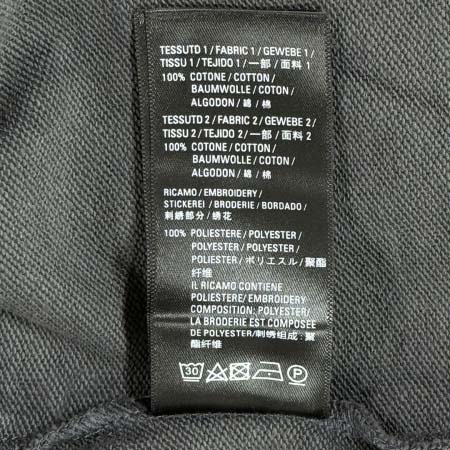 TESSUTO 1 / FABRIC 1 / GEWEBE 1 /
TISSU 1 / TEJIDO 1 / 一部 / 面料 1
100% COTONE / COTTON /
BAUMWOLLE / COTON /
ALGODON / 綿 / 棉
TESSUTO 2 / FABRIC 2 / GEWEBE 2 /
TISSU 2 / TEJIDO 2 / 一部 / 面料 2
100% COTONE / COTTON /
BAUMWOLLE / COTON /
ALGODON / 綿 / 棉
RICAMO / EMBROIDERY /
STICKEREI / BRODERIE / BORDADO /
刺繍部分 / 绣花
100% POLIESTERE / POLYESTER /
POLYESTER / POLYESTER /
POLIESTER / ポリエスル / 聚酯
纤维
IL RICAMO CONTIENE
POLIESTERE/EMBROIDERY
COMPOSITION: POLYESTER/
LA BRODERIE EST COMPOSÉE
DE POLYESTER/刺绣组成:聚
酯纤维
30 P